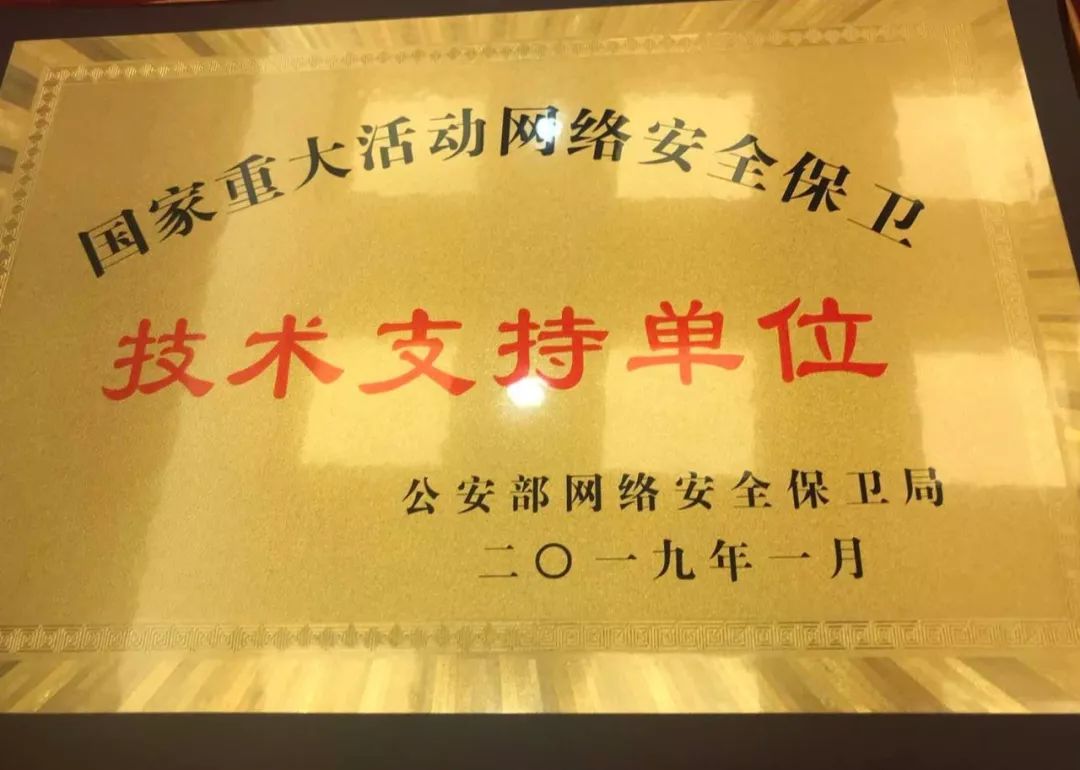 国家重大活动网络安全保卫
技术支持单位
公安部网络安全保卫局
二〇一九年一月